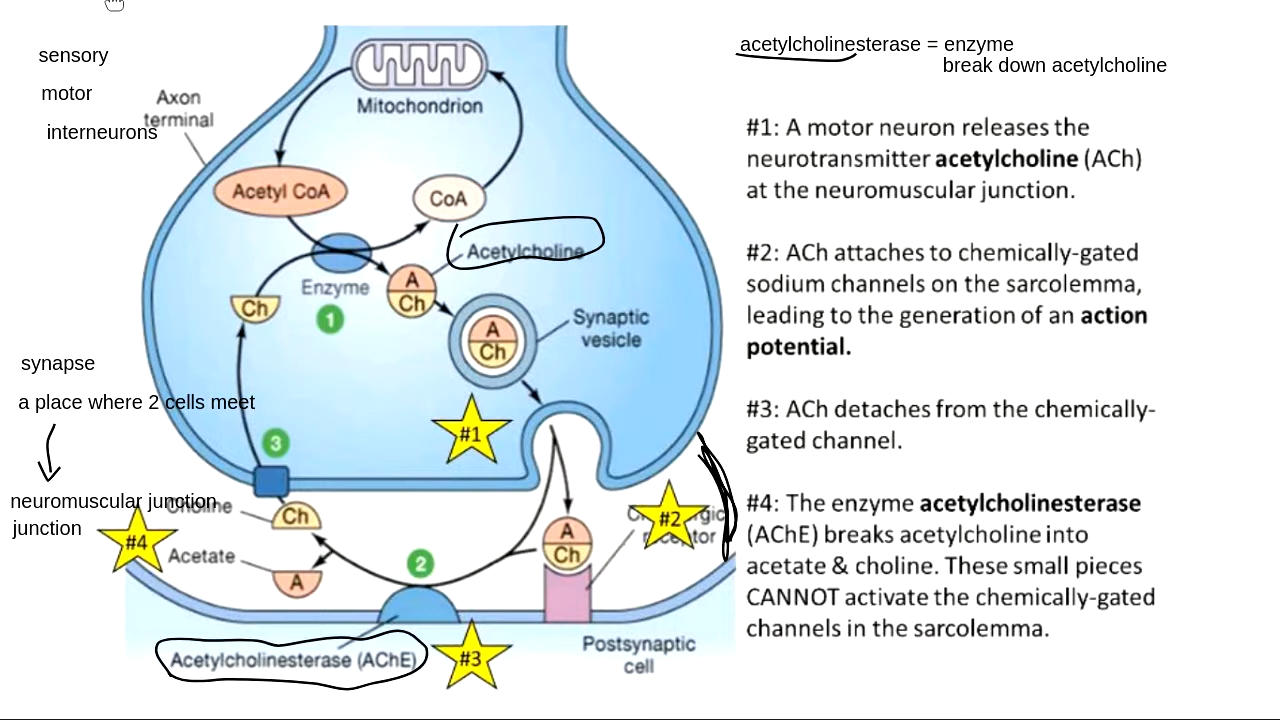 sensory
motor
interneurons
Axon
terminal
Mitochondrion
Acetyl CoA
CoA
Acetylcholine
Enzyme
A
Ch
Ch
1
Synaptic
vesicle
A
Ch
synapse
a place where 2 cells meet
#1
3
neuromuscular junction
junction
Choline
Ch
#4
Acetate
A
2
A
Ch
#2
Acetylcholinesterase (AChE)
#3
Postsynaptic
cell
acetylcholinesterase = enzyme
break down acetylcholine
#1: A motor neuron releases the
neurotransmitter acetylcholine (ACh)
at the neuromuscular junction.
#2: ACh attaches to chemically-gated
sodium channels on the sarcolemma,
leading to the generation of an action
potential.
#3: ACh detaches from the chemically-
gated channel.
#4: The enzyme acetylcholinesterase
(AChE) breaks acetylcholine into
acetate & choline. These small pieces
CANNOT activate the chemically-gated
channels in the sarcolemma.